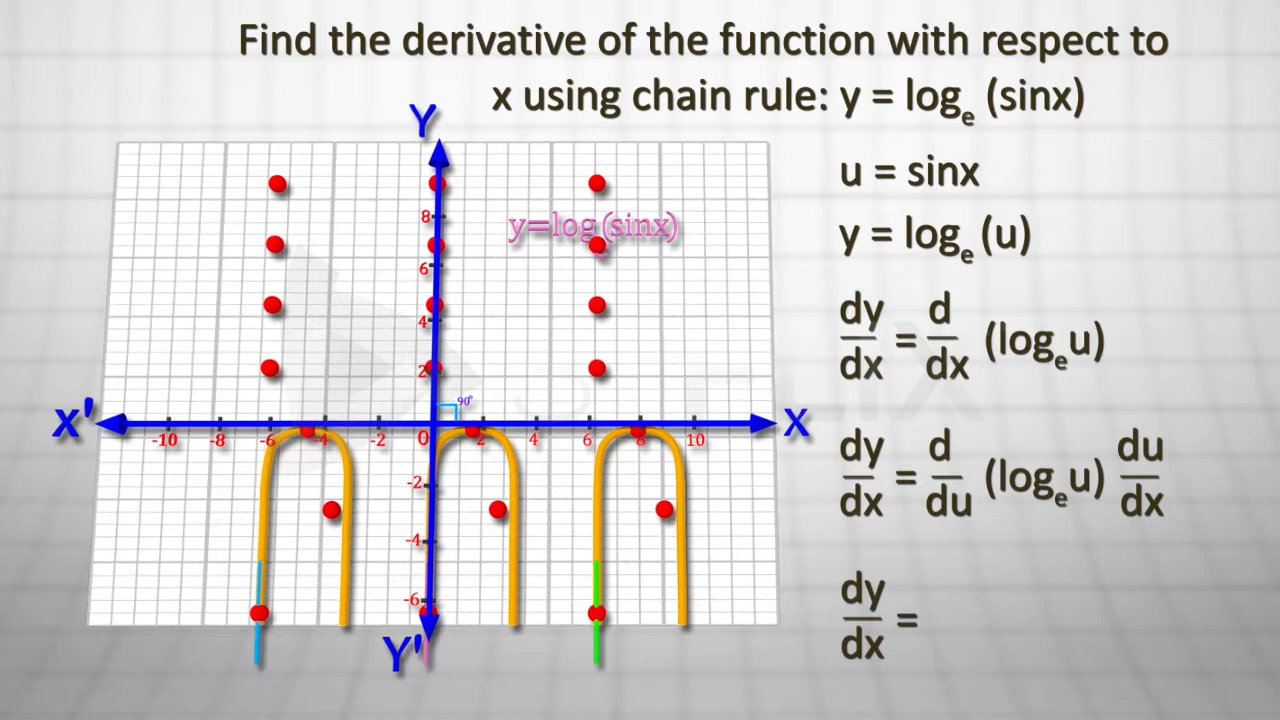 Find the derivative of the function with respect to
x using chain rule: y = logₑ (sinx)
Y
u = sinx
y = logₑ (u)
dy/dx = d/dx (logₑu)
dy/dx = d/du (logₑu) du/dx
dy/dx =
y=log (sinx)
8
6
4
2
90°
X'
X
-10 -8 -6 -4 -2 0 2 4 6 8 10
-2
-4
-6
Y'